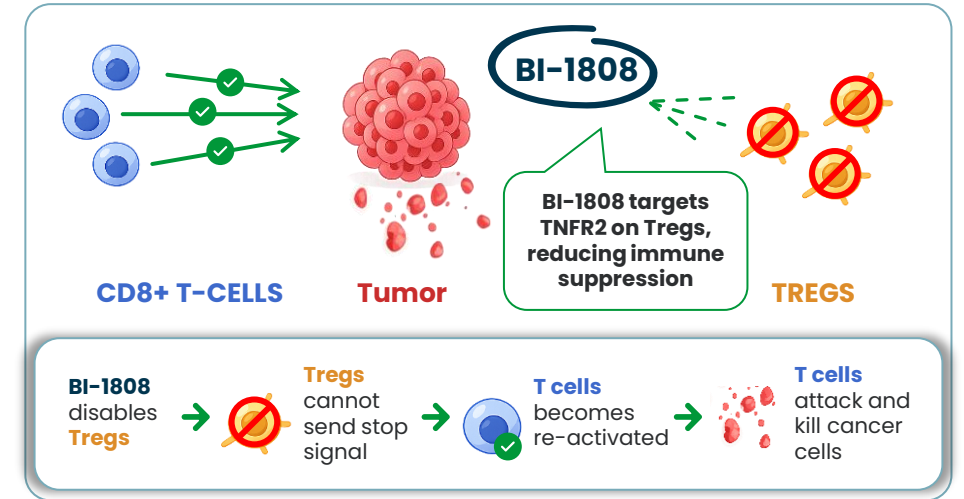 BI-1808
BI-1808 targets
TNFR2 on Tregs,
reducing immune
suppression
CD8+ T-CELLS
Tumor
TREGS
BI-1808
disables
Tregs
Tregs
cannot
send stop
signal
T cells
becomes
re-activated
T cells
attack and
kill cancer
cells